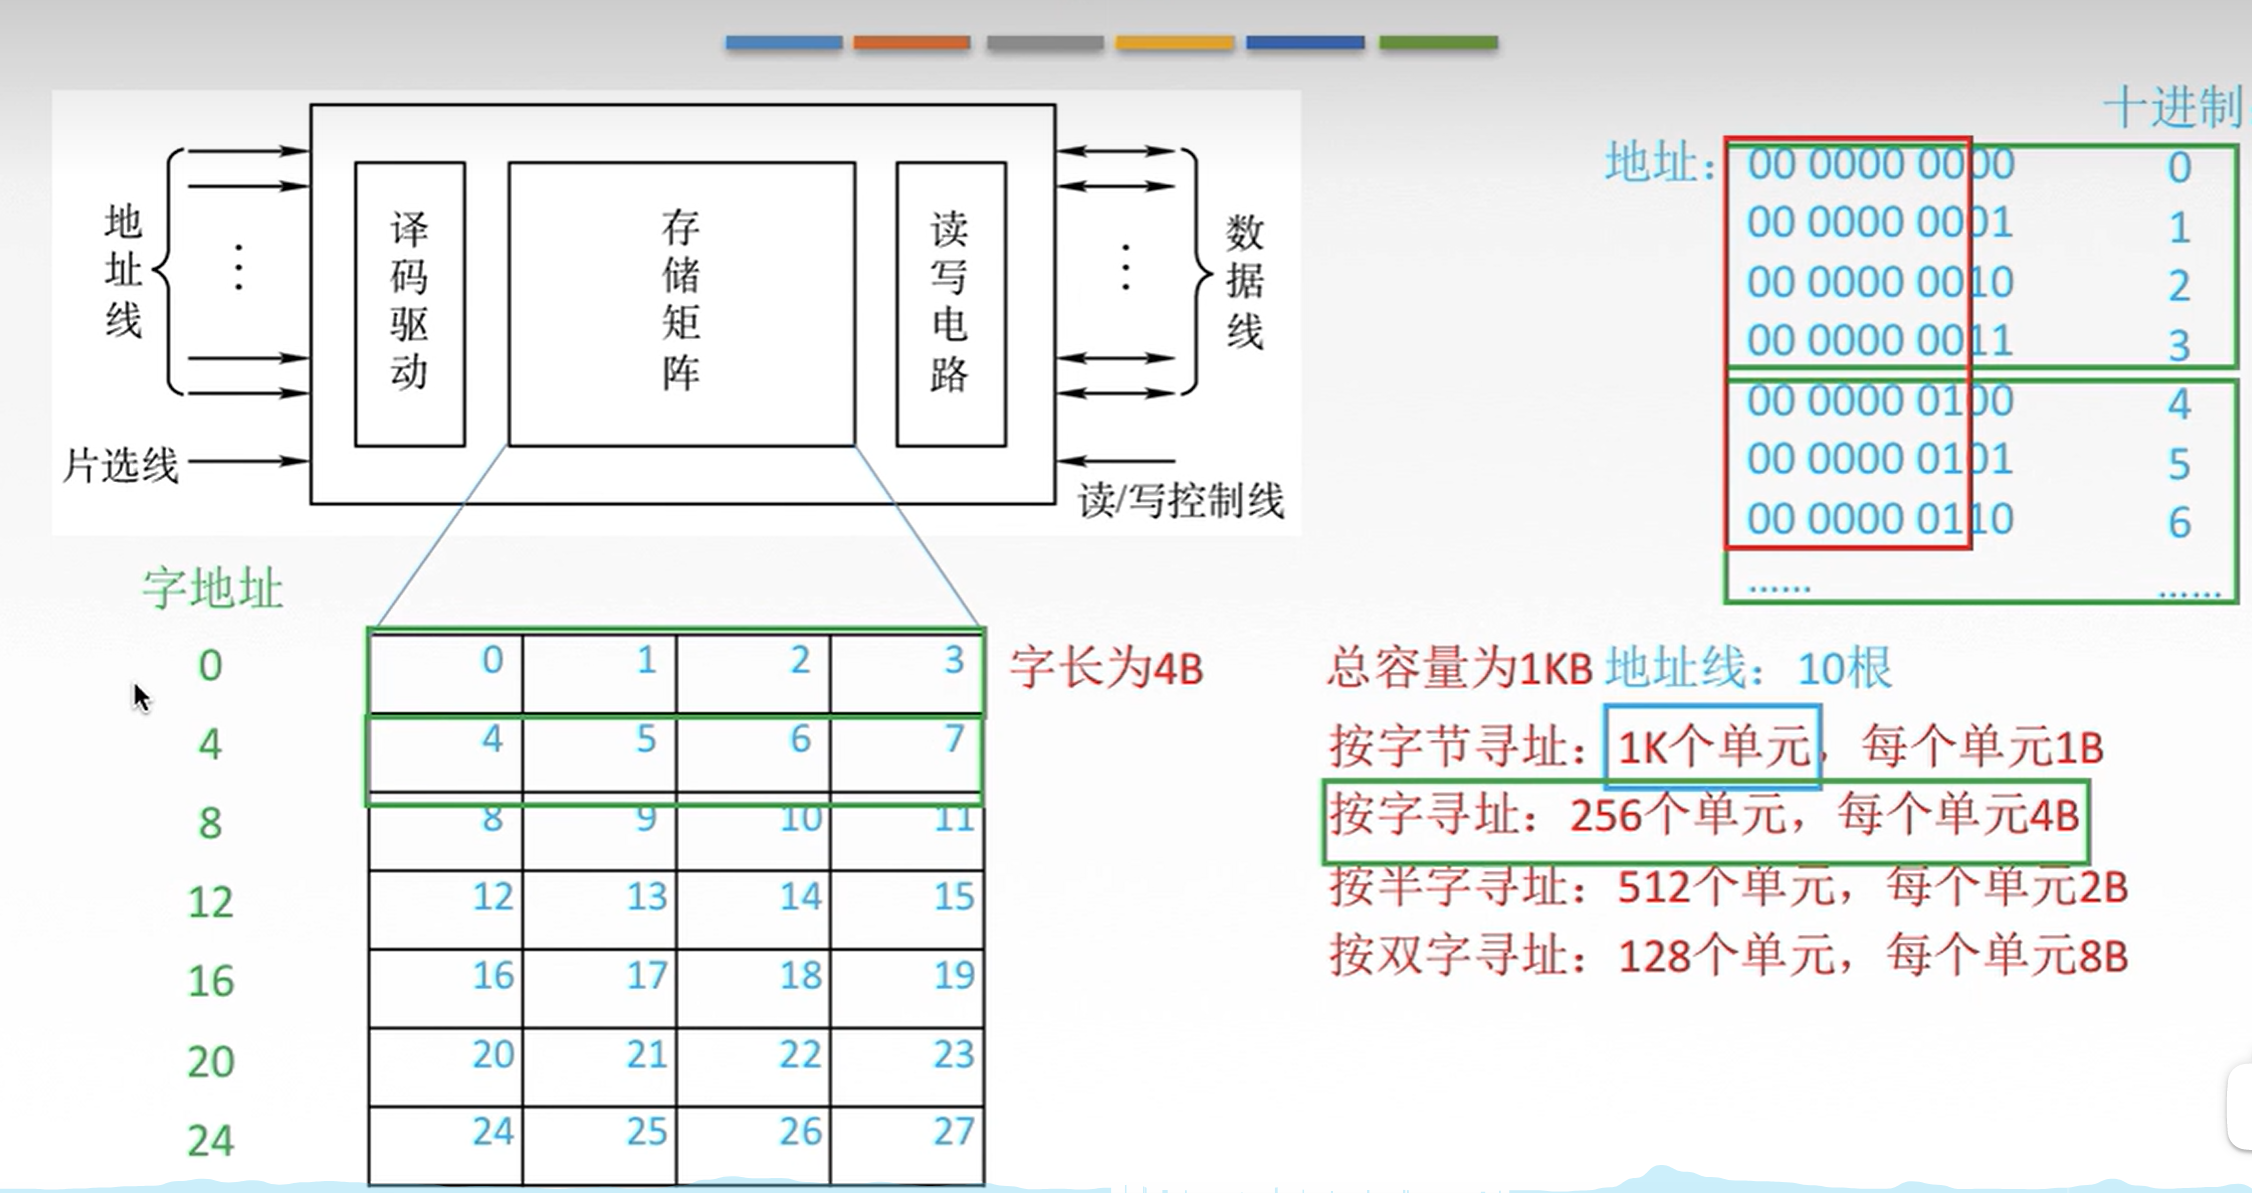 十进制
地址：
00 0000 0000 0
00 0000 0001 1
00 0000 0010 2
00 0000 0011 3
00 0000 0100 4
00 0000 0101 5
00 0000 0110 6
...... ......
地址线
片选线
译码驱动
存储矩阵
读写电路
数据线
读/写控制线
字地址
0 0 1 2 3
4 4 5 6 7
8 8 9 10 11
12 12 13 14 15
16 16 17 18 19
20 20 21 22 23
24 24 25 26 27
字长为4B
总容量为1KB 地址线：10根
按字节寻址：1K个单元，每个单元1B
按字寻址：256个单元，每个单元4B
按半字寻址：512个单元，每个单元2B
按双字寻址：128个单元，每个单元8B